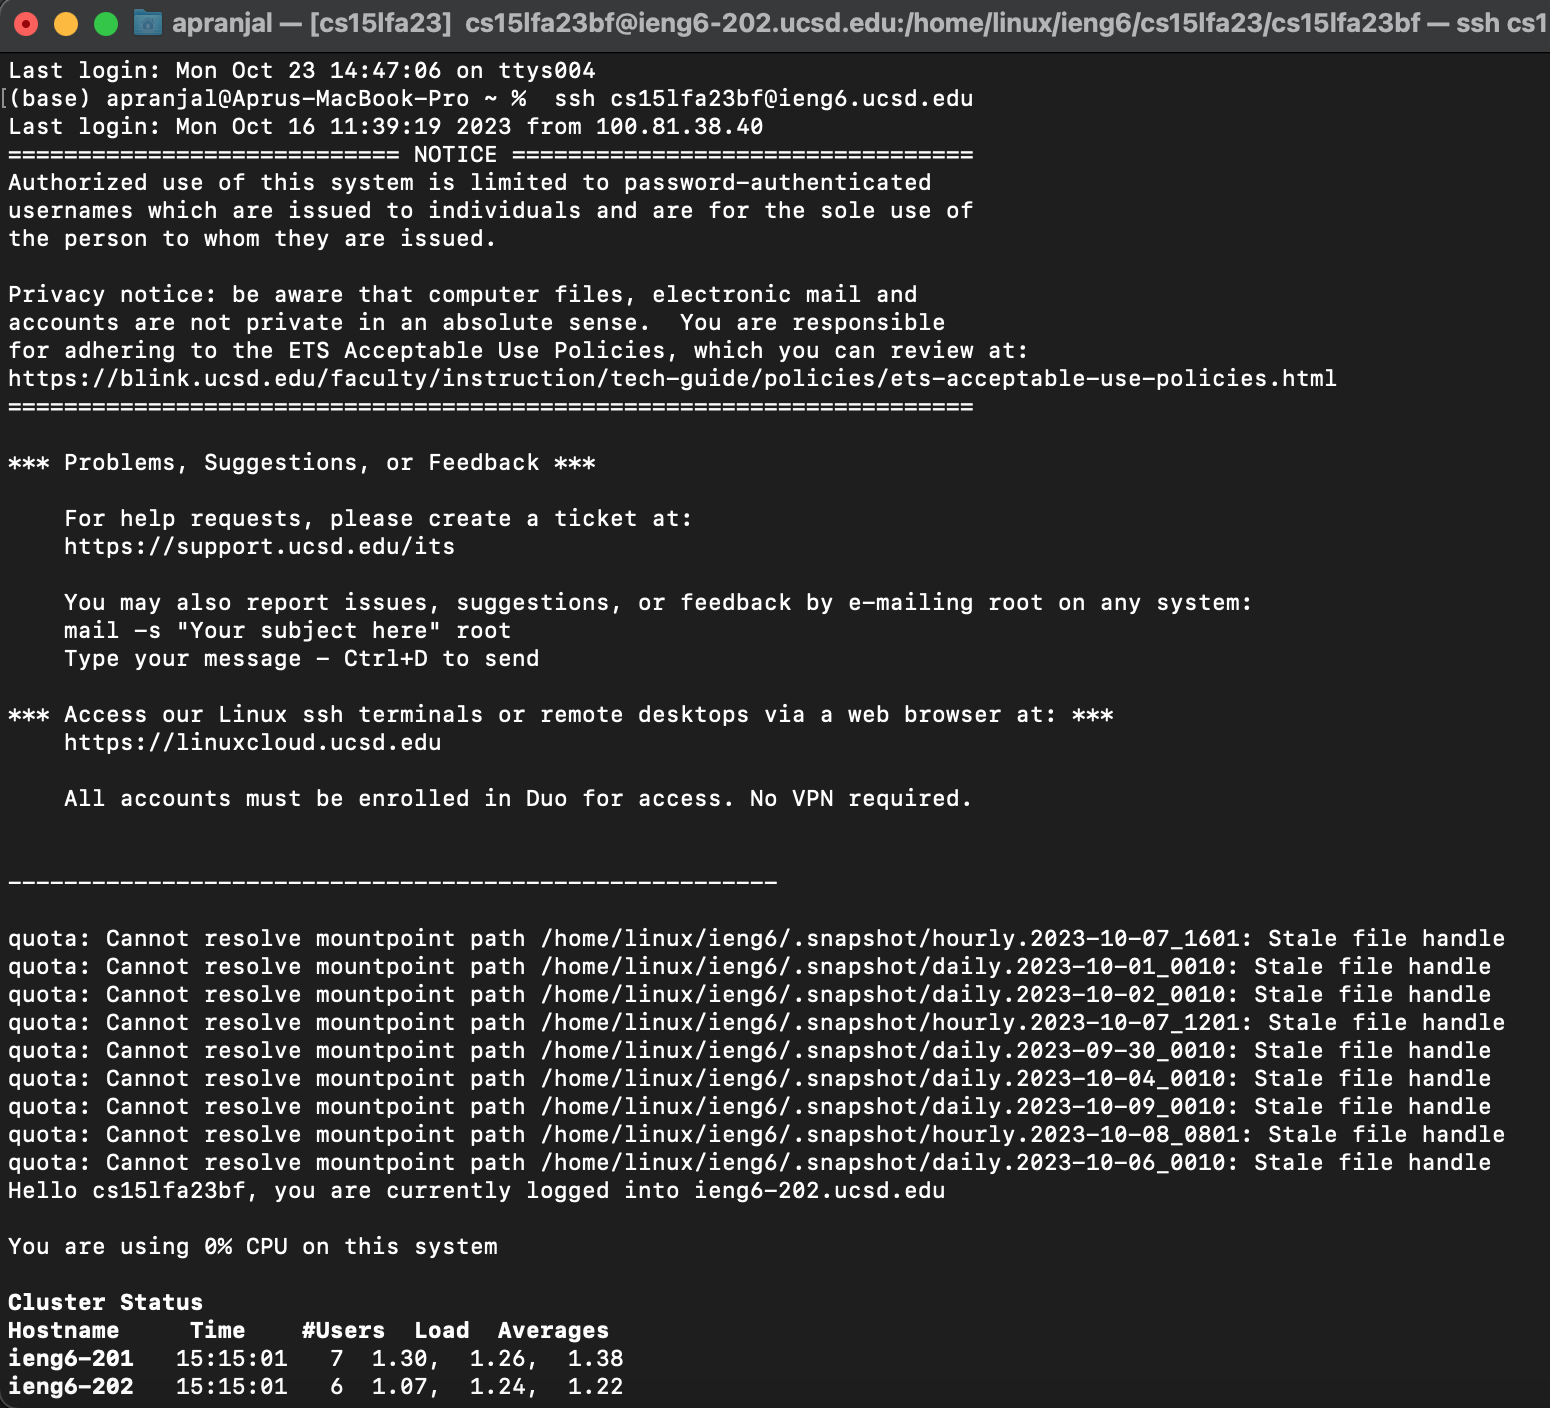 apranjal — [cs15lfa23] cs15lfa23bf@ieng6-202.ucsd.edu:/home/linux/ieng6/cs15lfa23/cs15lfa23bf — ssh cs1
Last login: Mon Oct 23 14:47:06 on ttys004
[(base) apranjal@Aprus-MacBook-Pro ~ %  ssh cs15lfa23bf@ieng6.ucsd.edu
Last login: Mon Oct 16 11:39:19 2023 from 100.81.38.40
============================ NOTICE =================================
Authorized use of this system is limited to password-authenticated
usernames which are issued to individuals and are for the sole use of
the person to whom they are issued.
Privacy notice: be aware that computer files, electronic mail and
accounts are not private in an absolute sense.  You are responsible
for adhering to the ETS Acceptable Use Policies, which you can review at:
https://blink.ucsd.edu/faculty/instruction/tech-guide/policies/ets-acceptable-use-policies.html
=====================================================================
*** Problems, Suggestions, or Feedback ***
For help requests, please create a ticket at:
https://support.ucsd.edu/its
You may also report issues, suggestions, or feedback by e-mailing root on any system:
mail -s "Your subject here" root
Type your message - Ctrl+D to send
*** Access our Linux ssh terminals or remote desktops via a web browser at: ***
https://linuxcloud.ucsd.edu
All accounts must be enrolled in Duo for access. No VPN required.
-------------------------------------------------------
quota: Cannot resolve mountpoint path /home/linux/ieng6/.snapshot/hourly.2023-10-07_1601: Stale file handle
quota: Cannot resolve mountpoint path /home/linux/ieng6/.snapshot/daily.2023-10-01_0010: Stale file handle
quota: Cannot resolve mountpoint path /home/linux/ieng6/.snapshot/daily.2023-10-02_0010: Stale file handle
quota: Cannot resolve mountpoint path /home/linux/ieng6/.snapshot/hourly.2023-10-07_1201: Stale file handle
quota: Cannot resolve mountpoint path /home/linux/ieng6/.snapshot/daily.2023-09-30_0010: Stale file handle
quota: Cannot resolve mountpoint path /home/linux/ieng6/.snapshot/daily.2023-10-04_0010: Stale file handle
quota: Cannot resolve mountpoint path /home/linux/ieng6/.snapshot/daily.2023-10-09_0010: Stale file handle
quota: Cannot resolve mountpoint path /home/linux/ieng6/.snapshot/hourly.2023-10-08_0801: Stale file handle
quota: Cannot resolve mountpoint path /home/linux/ieng6/.snapshot/daily.2023-10-06_0010: Stale file handle
Hello cs15lfa23bf, you are currently logged into ieng6-202.ucsd.edu
You are using 0% CPU on this system
Cluster Status
Hostname     Time    #Users  Load  Averages
ieng6-201   15:15:01   7  1.30,  1.26,  1.38
ieng6-202   15:15:01   6  1.07,  1.24,  1.22